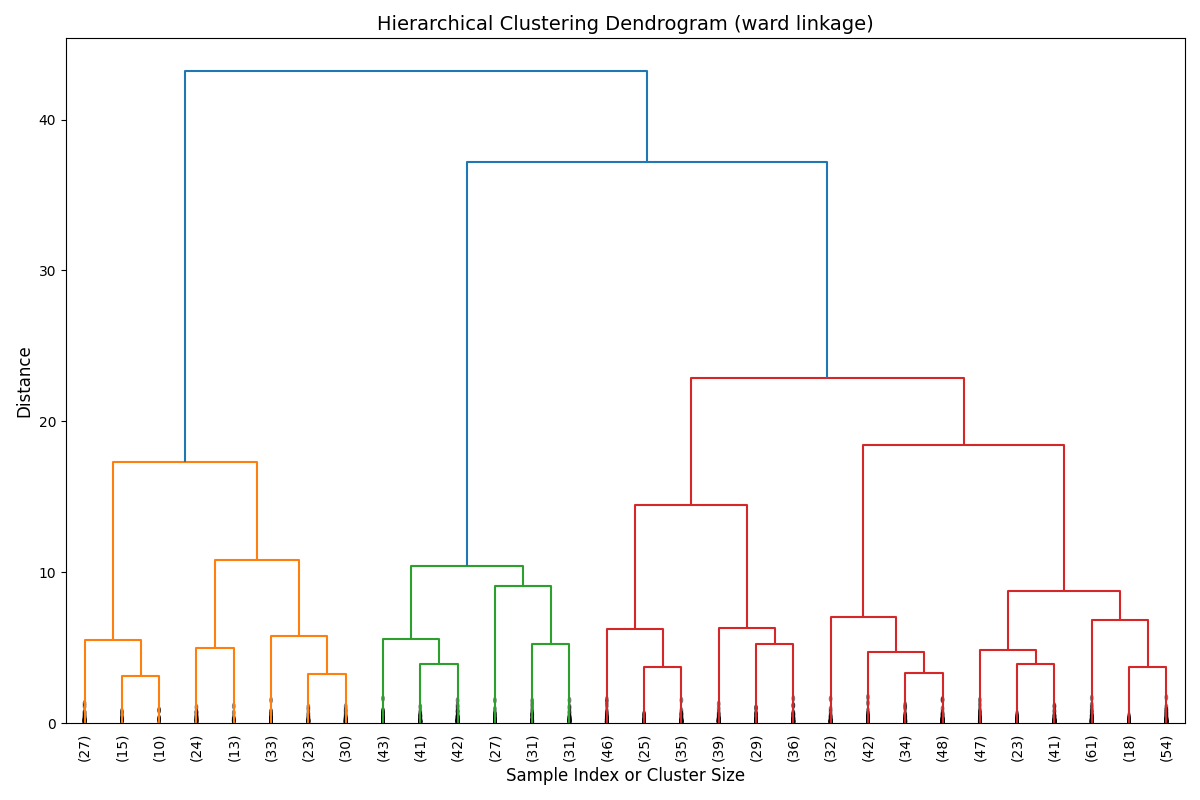 Hierarchical Clustering Dendrogram (ward linkage)
Distance
40
30
20
10
0
(27) (15) (10) (24) (13) (33) (23) (30) (43) (41) (42) (27) (31) (31) (46) (25) (35) (39) (29) (36) (32) (42) (34) (48) (47) (23) (41) (61) (18) (54)
Sample Index or Cluster Size